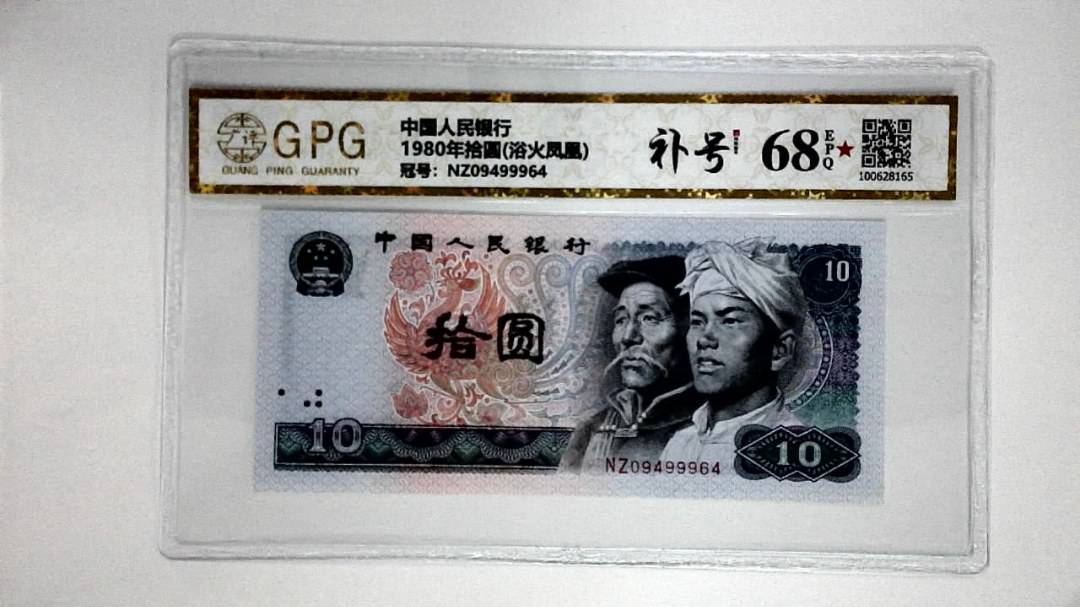 GPG
GUANG PING GUARANTY
中国人民银行
1980年拾圆(浴火凤凰)
冠号：NZ09499964
补号
68
EPQ
100628165
中国人民银行
10
拾圆
10
NZ09499964
10